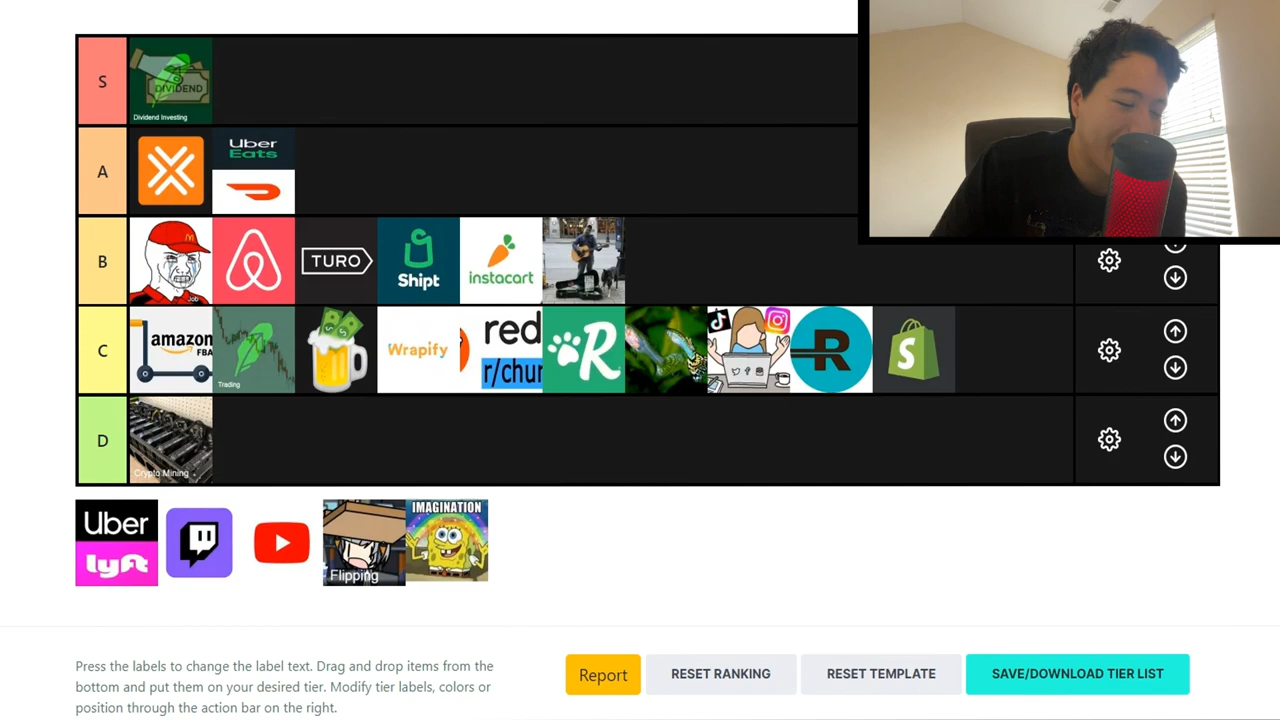 S
DIVIDEND
Dividend Investing
A
Uber
Eats
B
Job
TURO
Shipt
instacart
C
amazon
FBA
Trading
Wrapify
red
r/chur
R
R
S
D
Crypto Mining
Uber
lyft
Flipping
IMAGINATION
Press the labels to change the label text. Drag and drop items from the
bottom and put them on your desired tier. Modify tier labels, colors or
position through the action bar on the right.
Report
RESET RANKING
RESET TEMPLATE
SAVE/DOWNLOAD TIER LIST